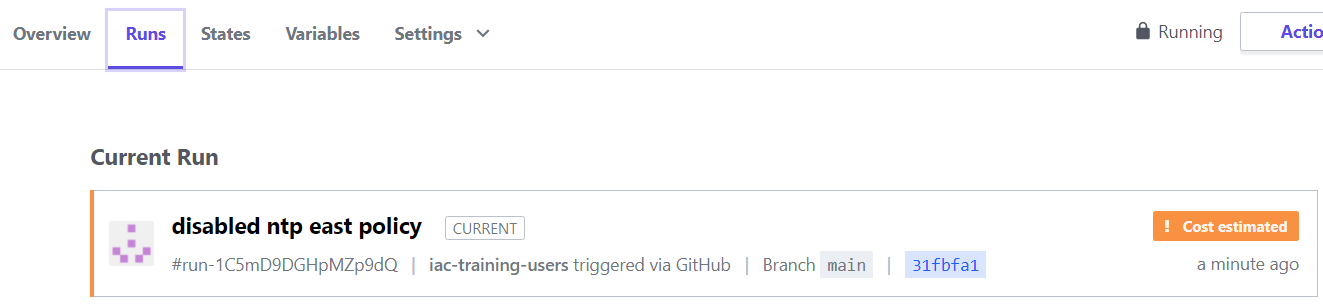 Overview Runs States Variables Settings Running Actio
Current Run
disabled ntp east policy CURRENT ! Cost estimated
#run-1C5mD9DGHpMZp9dQ | iac-training-users triggered via GitHub | Branch main | 31fbfa1 a minute ago